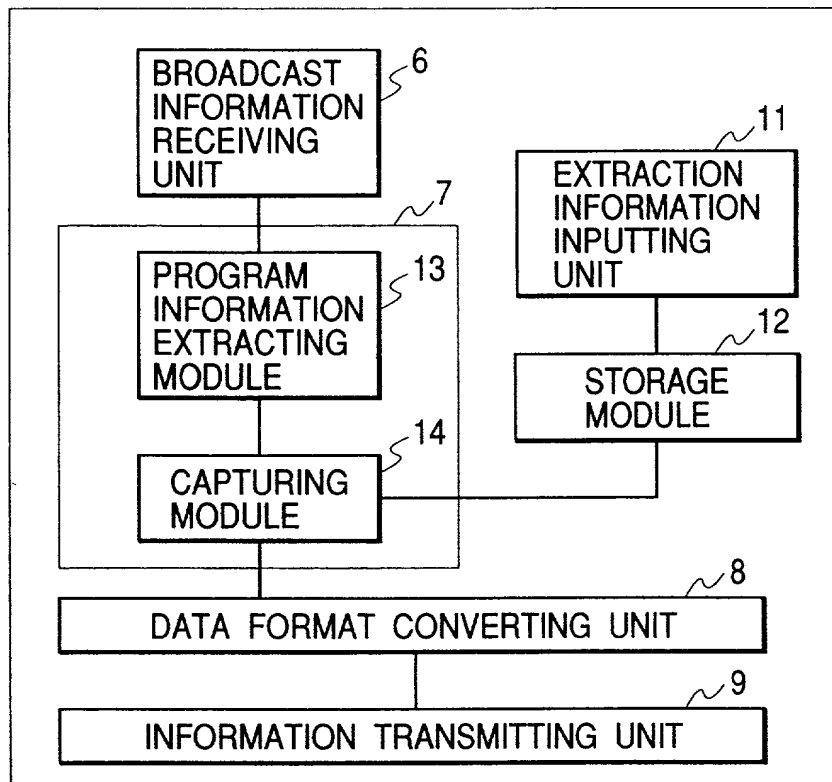 BROADCAST
INFORMATION
RECEIVING
UNIT
6
11
EXTRACTION
INFORMATION
INPUTTING
UNIT
7
PROGRAM
INFORMATION
EXTRACTING
MODULE
13
12
STORAGE
MODULE
14
CAPTURING
MODULE
8
DATA FORMAT CONVERTING UNIT
9
INFORMATION TRANSMITTING UNIT